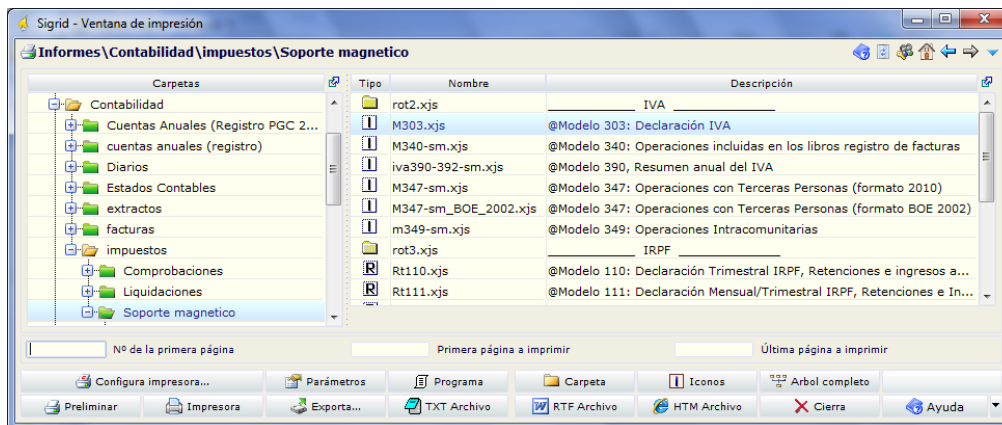 Sigrid - Ventana de impresión
Informes\Contabilidad\impuestos\Soporte magnetico
Carpetas Tipo Nombre Descripción
Contabilidad
Cuentas Anuales (Registro PGC 2...
cuentas anuales (registro)
Diarios
Estados Contables
extractos
facturas
impuestos
Comprobaciones
Liquidaciones
Soporte magnetico
rot2.xjs ____________ IVA ______________
I M303.xjs @Modelo 303: Declaración IVA
I M340-sm.xjs @Modelo 340: Operaciones incluidas en los libros registro de facturas
I iva390-392-sm.xjs @Modelo 390, Resumen anual del IVA
I M347-sm.xjs @Modelo 347: Operaciones con Terceras Personas (formato 2010)
I M347-sm_BOE_2002.xjs @Modelo 347: Operaciones con Terceras Personas (formato BOE 2002)
I m349-sm.xjs @Modelo 349: Operaciones Intracomunitarias
rot3.xjs ____________ IRPF ______________
R Rt110.xjs @Modelo 110: Declaración Trimestral IRPF, Retenciones e ingresos a...
R Rt111.xjs @Modelo 111: Declaración Mensual/Trimestral IRPF, Retenciones e In...
Nº de la primera página Primera página a imprimir Última página a imprimir
Configura impresora... Parámetros Programa Carpeta Iconos Arbol completo
Preliminar Impresora Exporta... TXT Archivo RTF Archivo HTM Archivo Cierra Ayuda